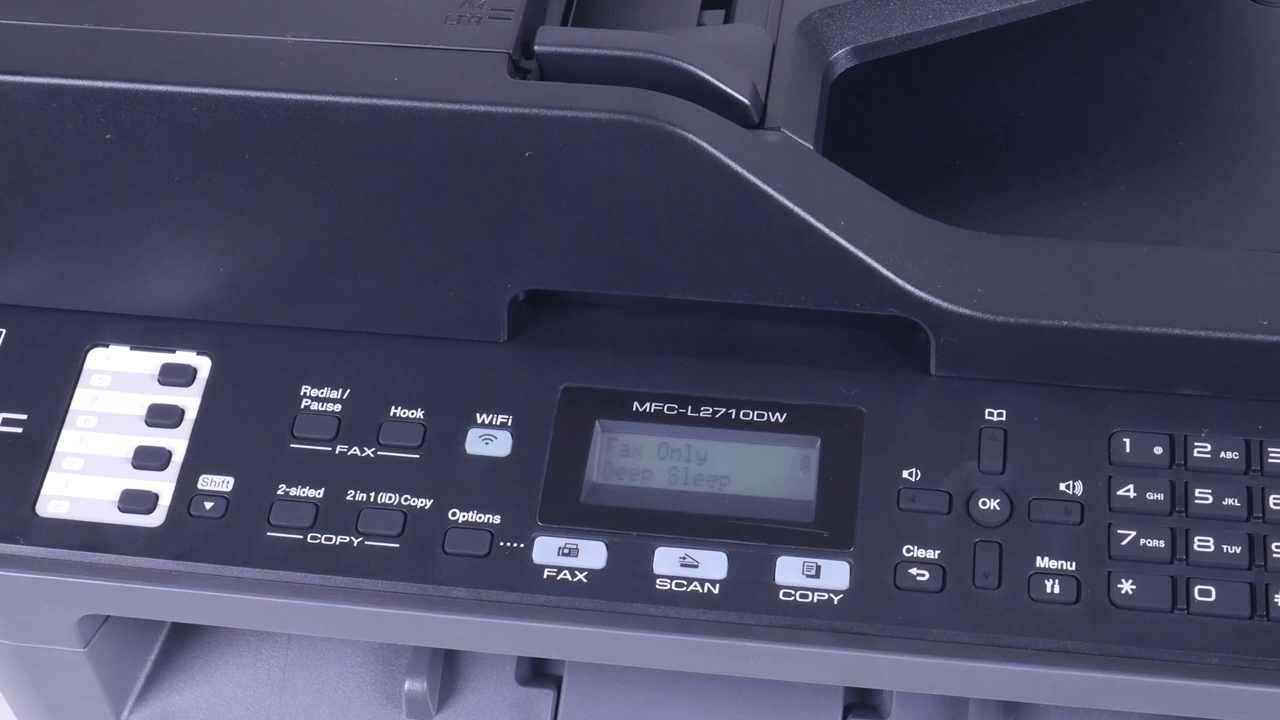 LTR
MFC-L2710DW
Fax Only
Deep Sleep
Redial /
Pause
Hook
FAX
WiFi
Shift
2-sided
2 in 1 (ID) Copy
COPY
Options
FAX
SCAN
COPY
Clear
OK
Menu
1 @
2 ABC
4 GHI
5 JKL
7 PQRS
8 TUV
*
0